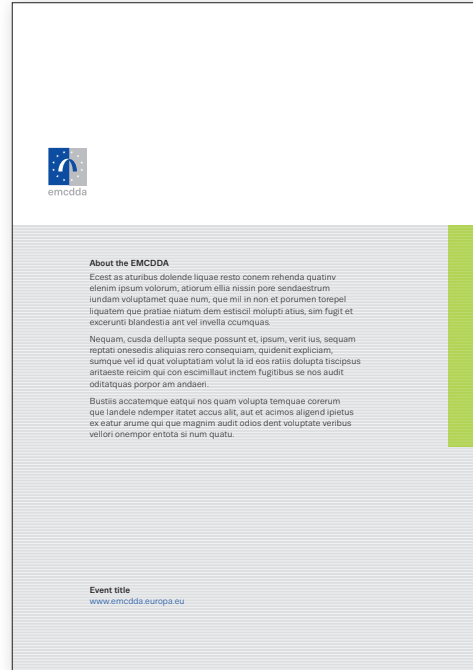 emcdda
About the EMCDDA
Ecest as aturibus dolende liquae resto conem rehenda quatinv
elenim ipsum volorum, atiorum ellia nissin pore sendaestrum
iundam voluptamet quae num, que mil in non et porumen torepel
liquatem que pratiae niatum dem estiscil molupti atius, sim fugit et
excerunti blandestia ant vel invella ccumquas.
Nequam, cusda dellupta seque possunt et, ipsum, verit ius, sequam
reptati onesedis aliquias rero consequiam, quidenit expliciam,
sumque vel id quat voluptatiam volut la id eos ratiis dolupta tiscipsus
aritaeste reicim qui con escimillaut inctem fugitibus se nos audit
oditatquas porpor am andaeri.
Bustiis accatemque eatqui nos quam volupta temquae corerum
que landele ndemper itatet accus alit, aut et acimos aligend ipietus
ex eatur arume qui que magnim audit odios dent voluptate veribus
vellori onempor entota si num quatu.
Event title
www.emcdda.europa.eu